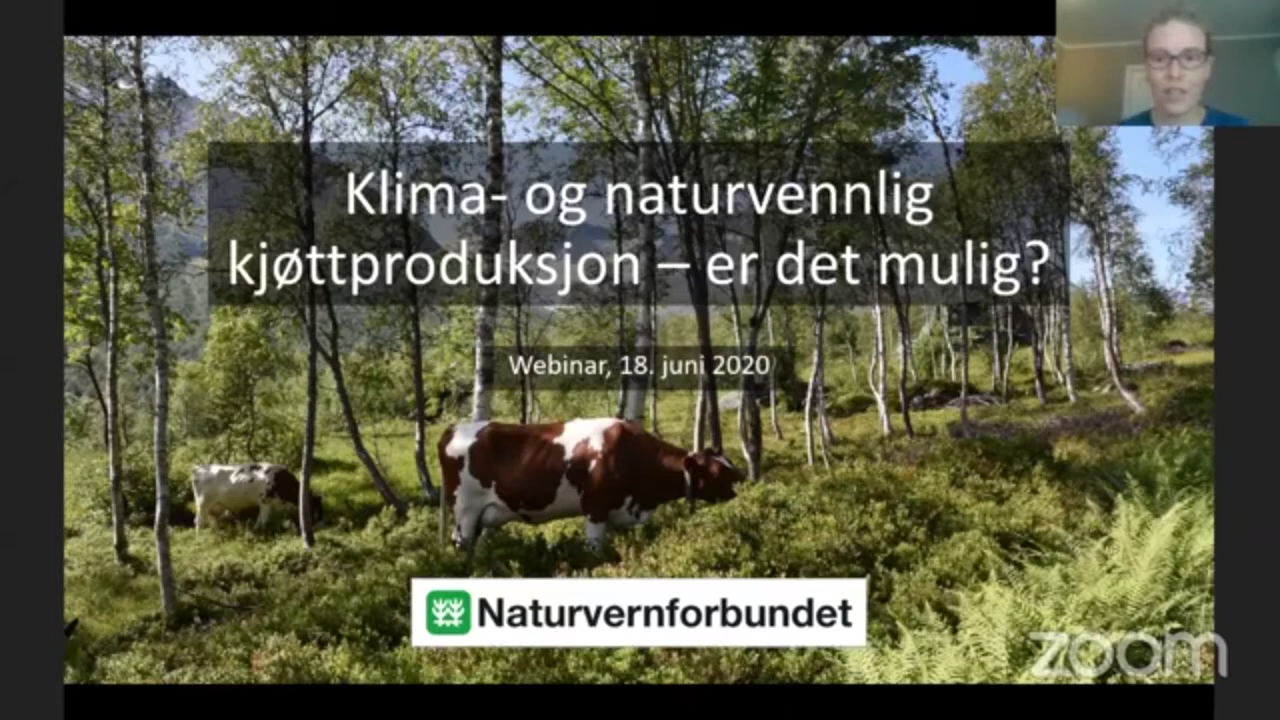 Klima- og naturvennlig
kjøttproduksjon – er det mulig?
Webinar, 18. juni 2020
Naturvernforbundet
zoom